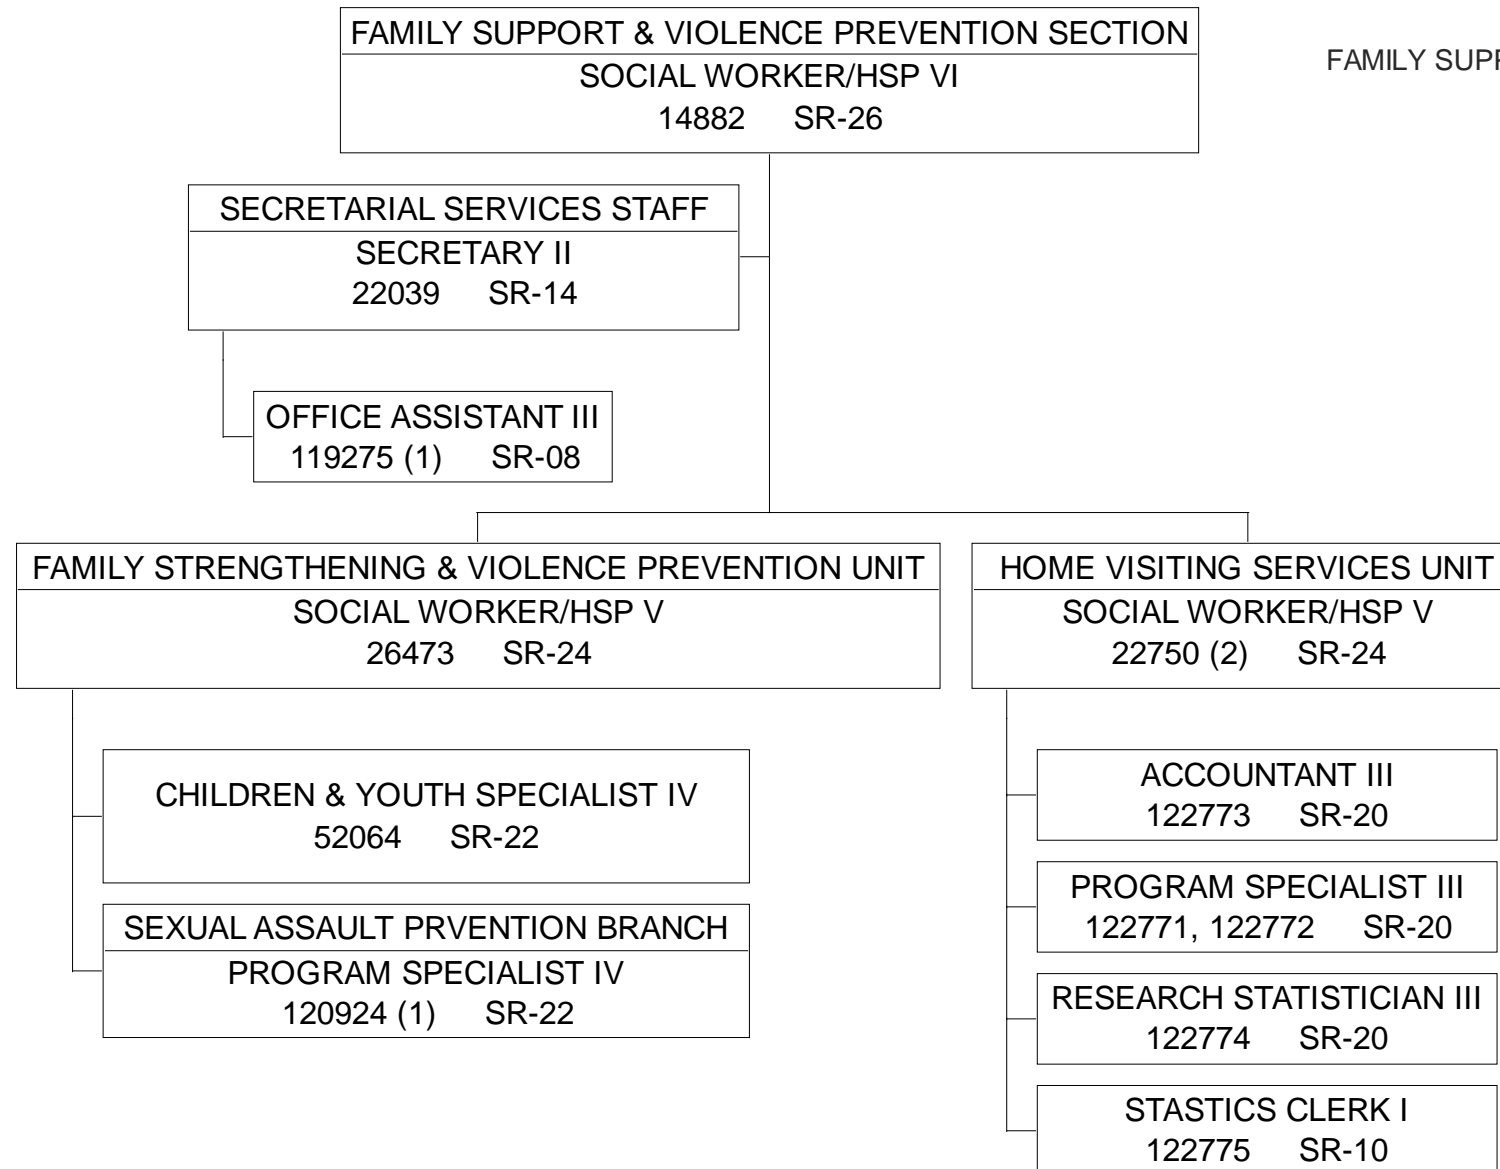 FAMILY SUPPORT & VIOLENCE PREVENTION SECTION
SOCIAL WORKER/HSP VI
14882 SR-26
SECRETARIAL SERVICES STAFF
SECRETARY II
22039 SR-14
OFFICE ASSISTANT III
119275 (1) SR-08
FAMILY STRENGTHENING & VIOLENCE PREVENTION UNIT
SOCIAL WORKER/HSP V
26473 SR-24
CHILDREN & YOUTH SPECIALIST IV
52064 SR-22
SEXUAL ASSAULT PRVENTION BRANCH
PROGRAM SPECIALIST IV
120924 (1) SR-22
HOME VISITING SERVICES UNIT
SOCIAL WORKER/HSP V
22750 (2) SR-24
ACCOUNTANT III
122773 SR-20
PROGRAM SPECIALIST III
122771, 122772 SR-20
RESEARCH STATISTICIAN III
122774 SR-20
STASTICS CLERK I
122775 SR-10
FAMILY